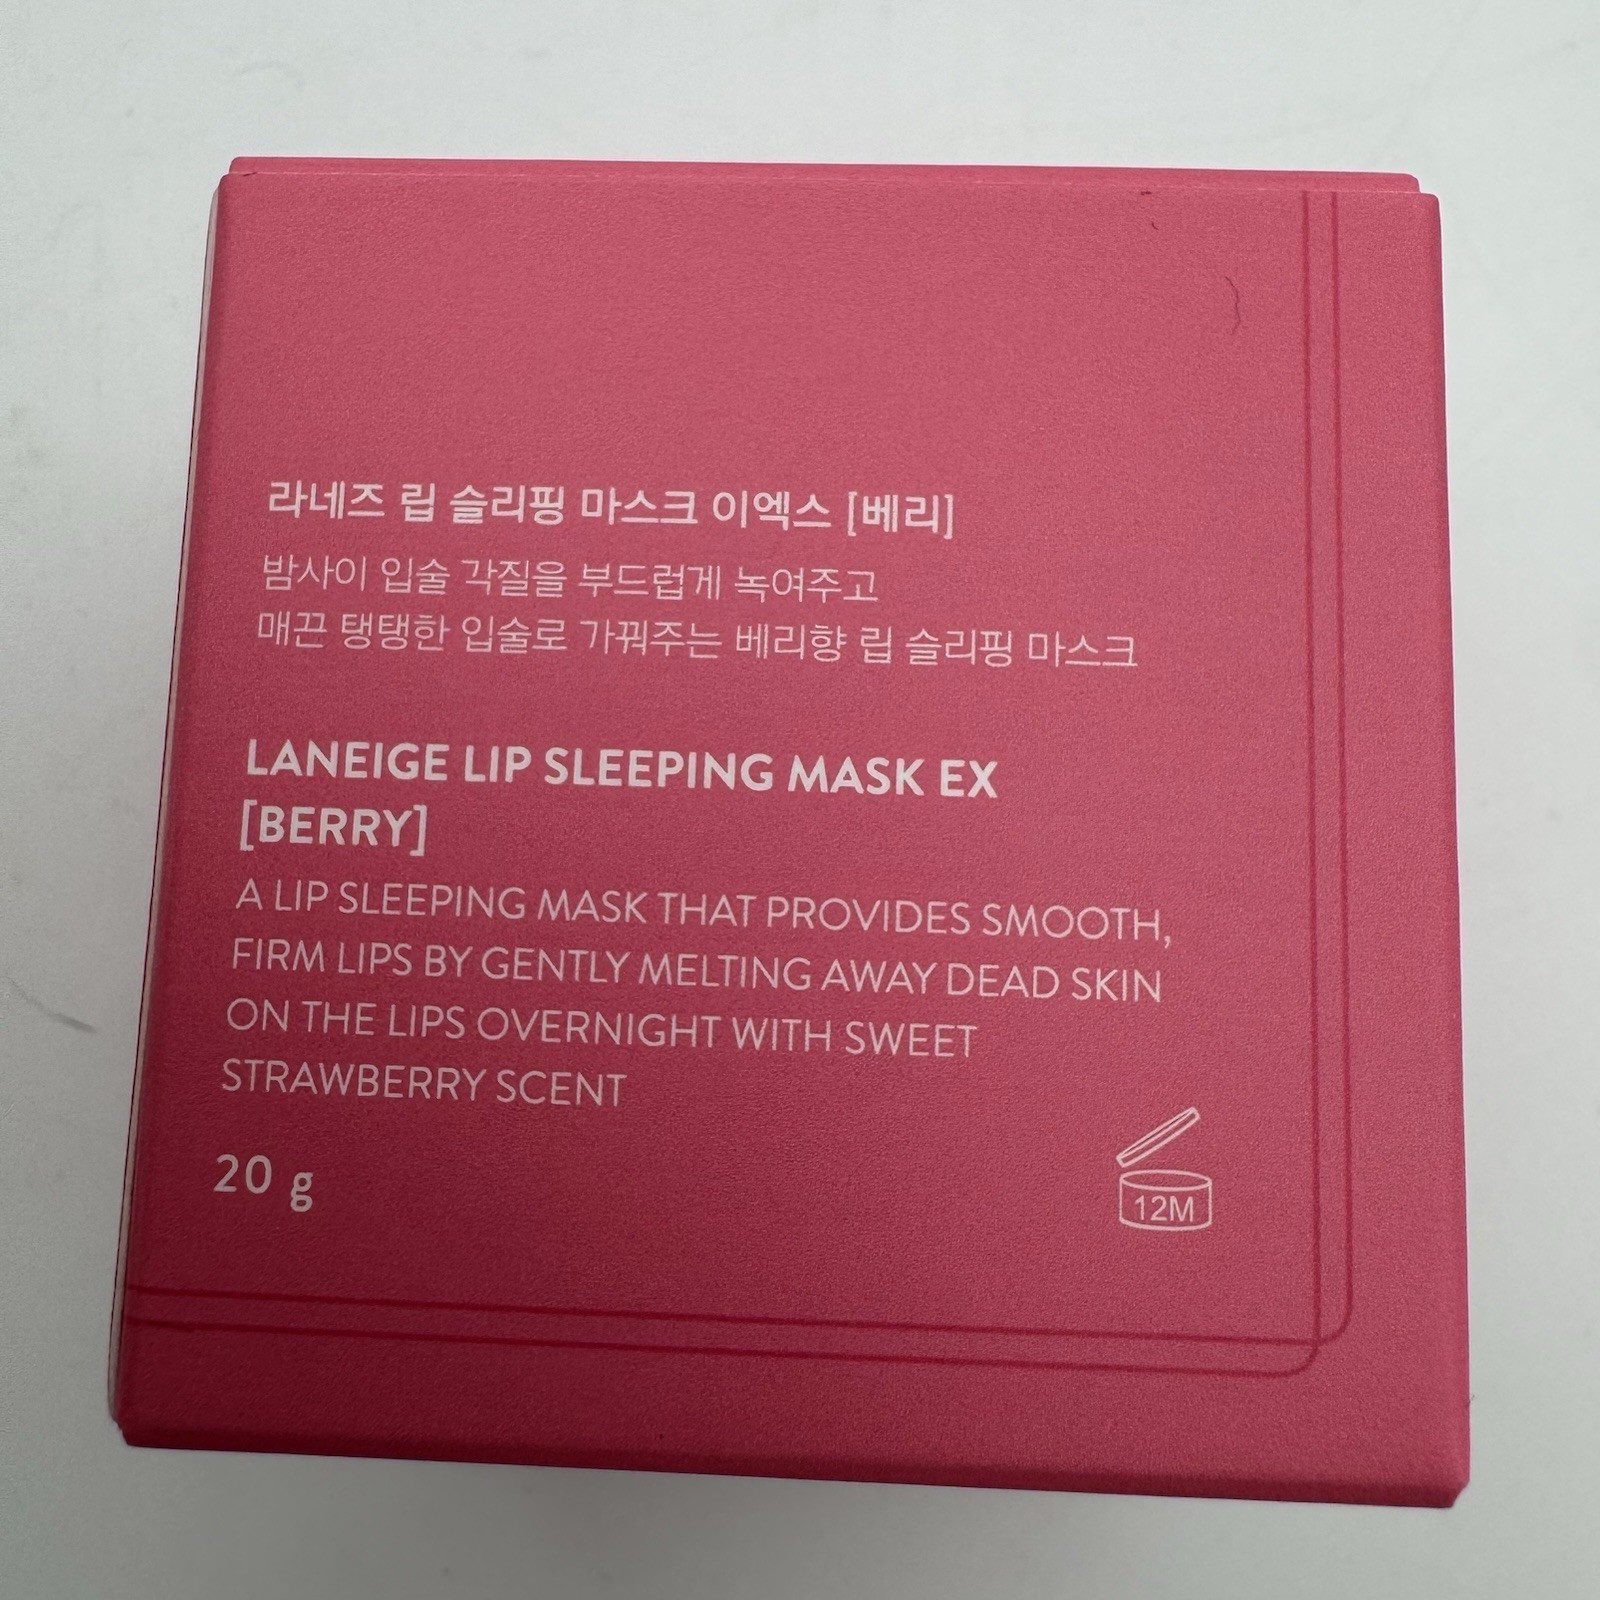 라네즈 립 슬리핑 마스크 이엑스 [베리]
밤사이 입술 각질을 부드럽게 녹여주고
매끈 탱탱한 입술로 가꿔주는 베리향 립 슬리핑 마스크
LANEIGE LIP SLEEPING MASK EX
[BERRY]
A LIP SLEEPING MASK THAT PROVIDES SMOOTH,
FIRM LIPS BY GENTLY MELTING AWAY DEAD SKIN
ON THE LIPS OVERNIGHT WITH SWEET
STRAWBERRY SCENT
20 g
12M